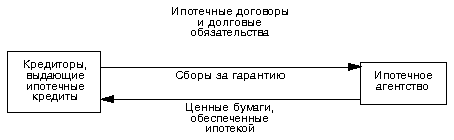 Ипотечные договоры
и долговые
обязательства
Кредиторы,
выдающие
ипотечные
кредиты
Сборы за гарантию
Ипотечное
агентство
Ценные бумаги,
обеспеченные
ипотекой